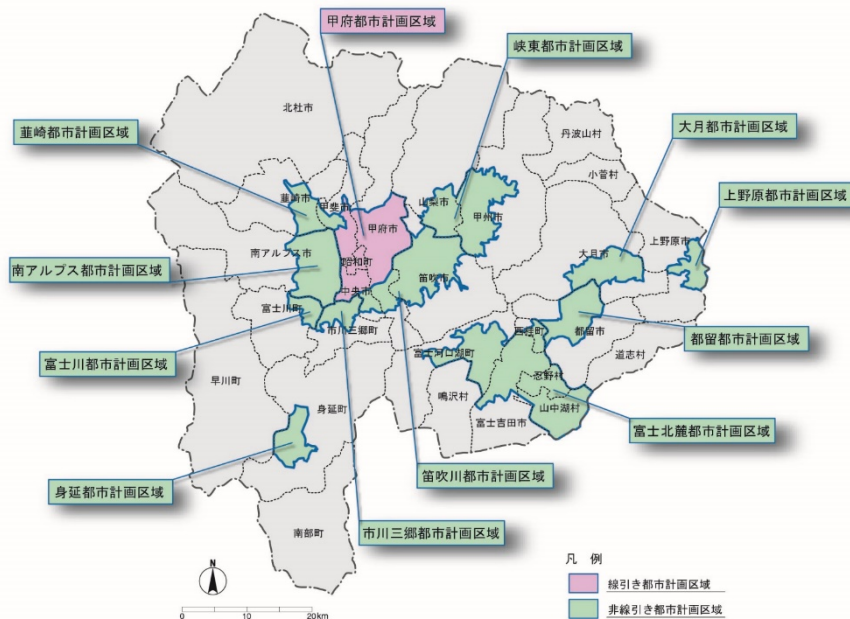 甲府都市計画区域
峡東都市計画区域
北杜市
韮崎都市計画区域
丹波山村
大月都市計画区域
小菅村
上野原都市計画区域
韮崎市
甲斐市
山梨市
甲州市
甲府市
上野原市
大月市
南アルプス市
昭和町
笛吹市
南アルプス都市計画区域
中央市
富士川町
市川三郷町
西桂町
都留市
都留都市計画区域
富士川都市計画区域
富士河口湖町
道志村
早川町
忍野村
鳴沢村
身延町
山中湖村
富士吉田市
富士北麓都市計画区域
笛吹川都市計画区域
身延都市計画区域
南部町
市川三郷都市計画区域
凡 例
N
線引き都市計画区域
非線引き都市計画区域
0 10 20km